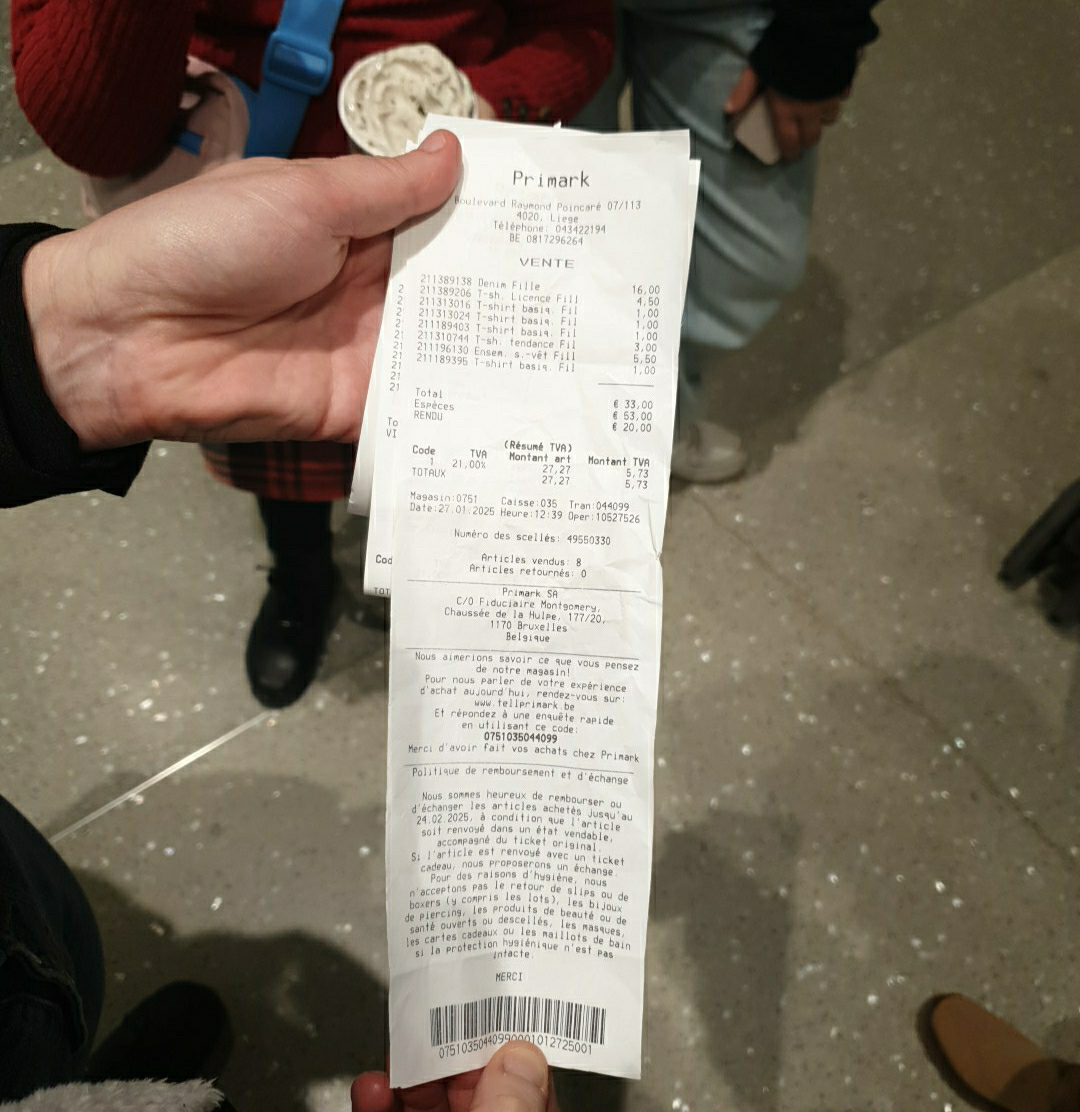 Primark
Boulevard Raymond Poincaré 07/113
4020, Liege
Téléphone: 043422194
BE 0817296264
VENTE
211389138 Denim Fille 16,00
211389206 T-sh. Licence Fill 4,50
211313016 T-shirt basiq. Fil 1,00
211313024 T-shirt basiq. Fil 1,00
211189403 T-shirt basiq. Fil 1,00
211310744 T-sh. tendance Fil 3,00
211196130 Ensem. s.-vêt Fill 5,50
211189395 T-shirt basiq. Fil 1,00
Total € 33,00
Espèces € 53,00
RENDU € 20,00
(Résumé TVA)
Code TVA Montant art Montant TVA
1 21,00% 27,27 5,73
TOTAUX 27,27 5,73
Magasin:0751 Caisse:035 Tran:044099
Date:27.01.2025 Heure:12:39 Oper:10527526
Numéro des scellés: 49550330
Articles vendus: 8
Articles retournés: 0
Primark SA
C/O Fiduciaire Montgomery,
Chaussée de la Hulpe, 177/20,
1170 Bruxelles
Belgique
Nous aimerions savoir ce que vous pensez
de notre magasin!
Pour nous parler de votre expérience
d'achat aujourd'hui, rendez-vous sur:
www.tellprimark.be
Et répondez à une enquête rapide
en utilisant ce code:
0751035044099
Merci d'avoir fait vos achats chez Primark
Politique de remboursement et d'échange
Nous sommes heureux de rembourser ou
d'échanger les articles achetés jusqu'au
24.02.2025, à condition que l'article
soit renvoyé dans un état vendable,
accompagné du ticket original.
Si l'article est renvoyé avec un ticket
cadeau, nous proposerons un échange.
Pour des raisons d'hygiène, nous
n'acceptons pas le retour de slips ou de
boxers (y compris les lots), les bijoux
de piercing, les produits de beauté ou de
santé ouverts ou descellés, les masques,
les cartes cadeaux ou les maillots de bain
si la protection hygiénique n'est pas
intacte.
MERCI